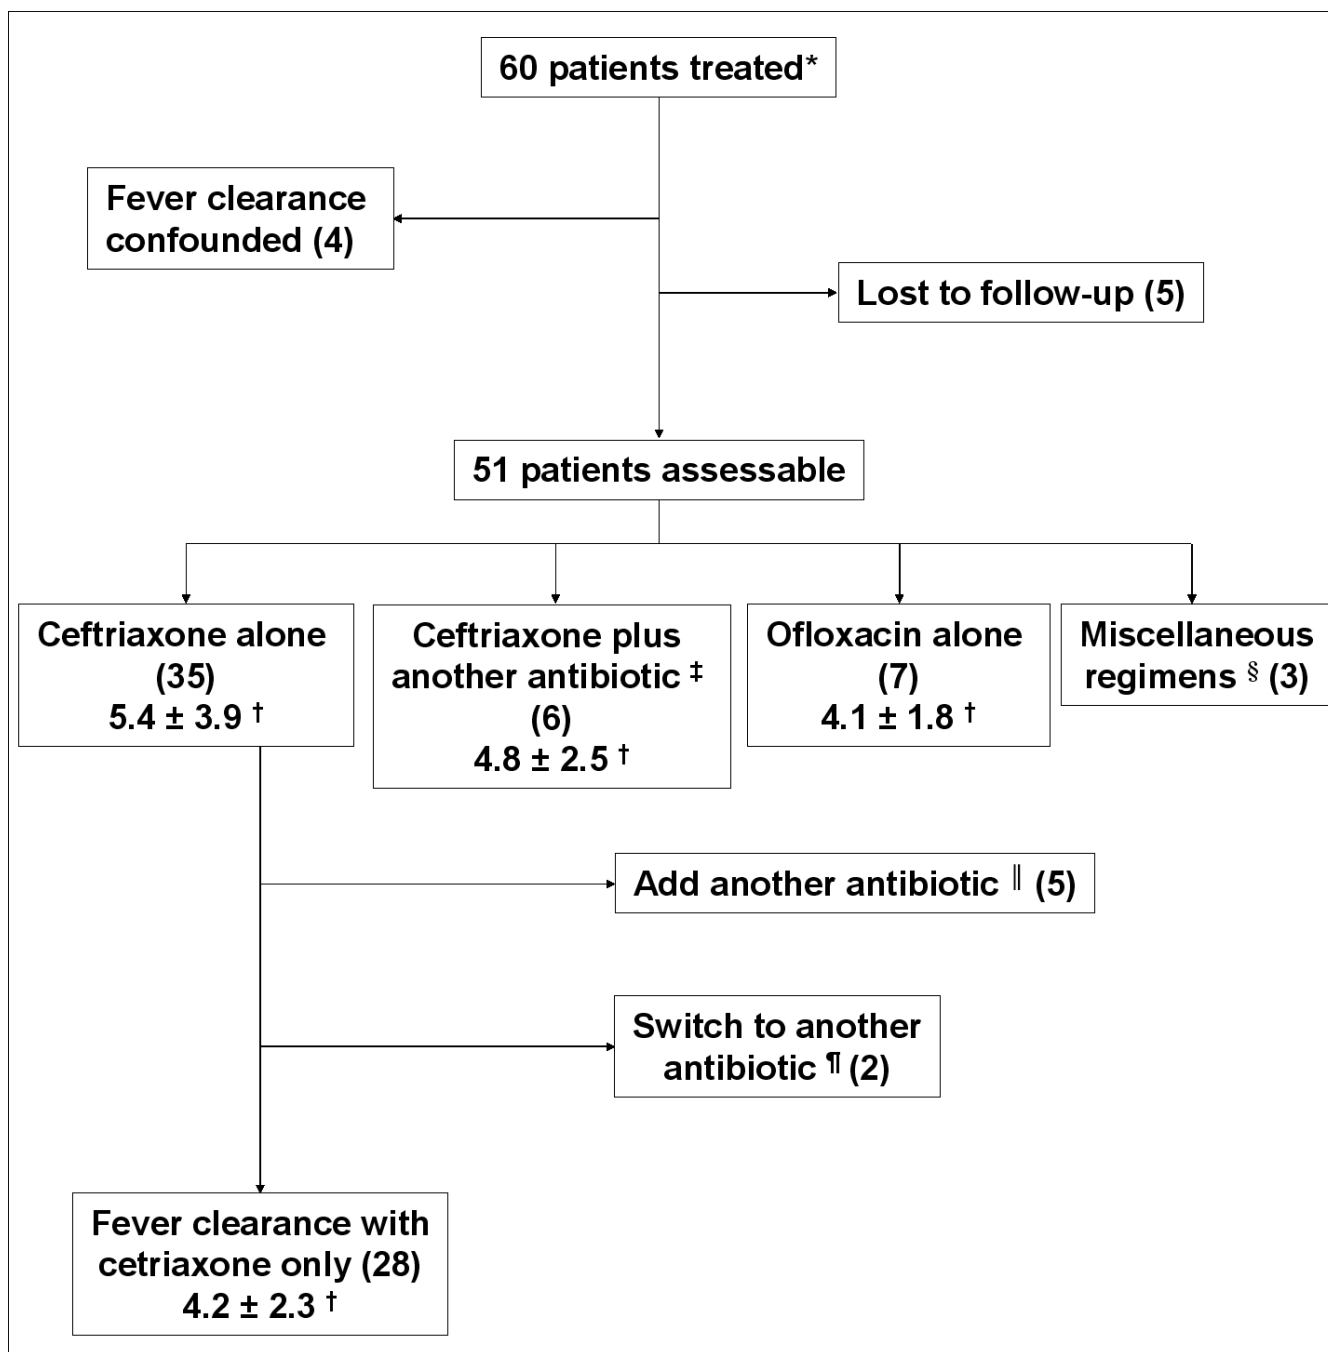 60 patients treated*
Fever clearance
confounded (4)
Lost to follow-up (5)
51 patients assessable
Ceftriaxone alone
(35)
5.4 ± 3.9 †
Ceftriaxone plus
another antibiotic ‡
(6)
4.8 ± 2.5 †
Ofloxacin alone
(7)
4.1 ± 1.8 †
Miscellaneous
regimens § (3)
Add another antibiotic || (5)
Switch to another
antibiotic ¶ (2)
Fever clearance with
cetriaxone only (28)
4.2 ± 2.3 †